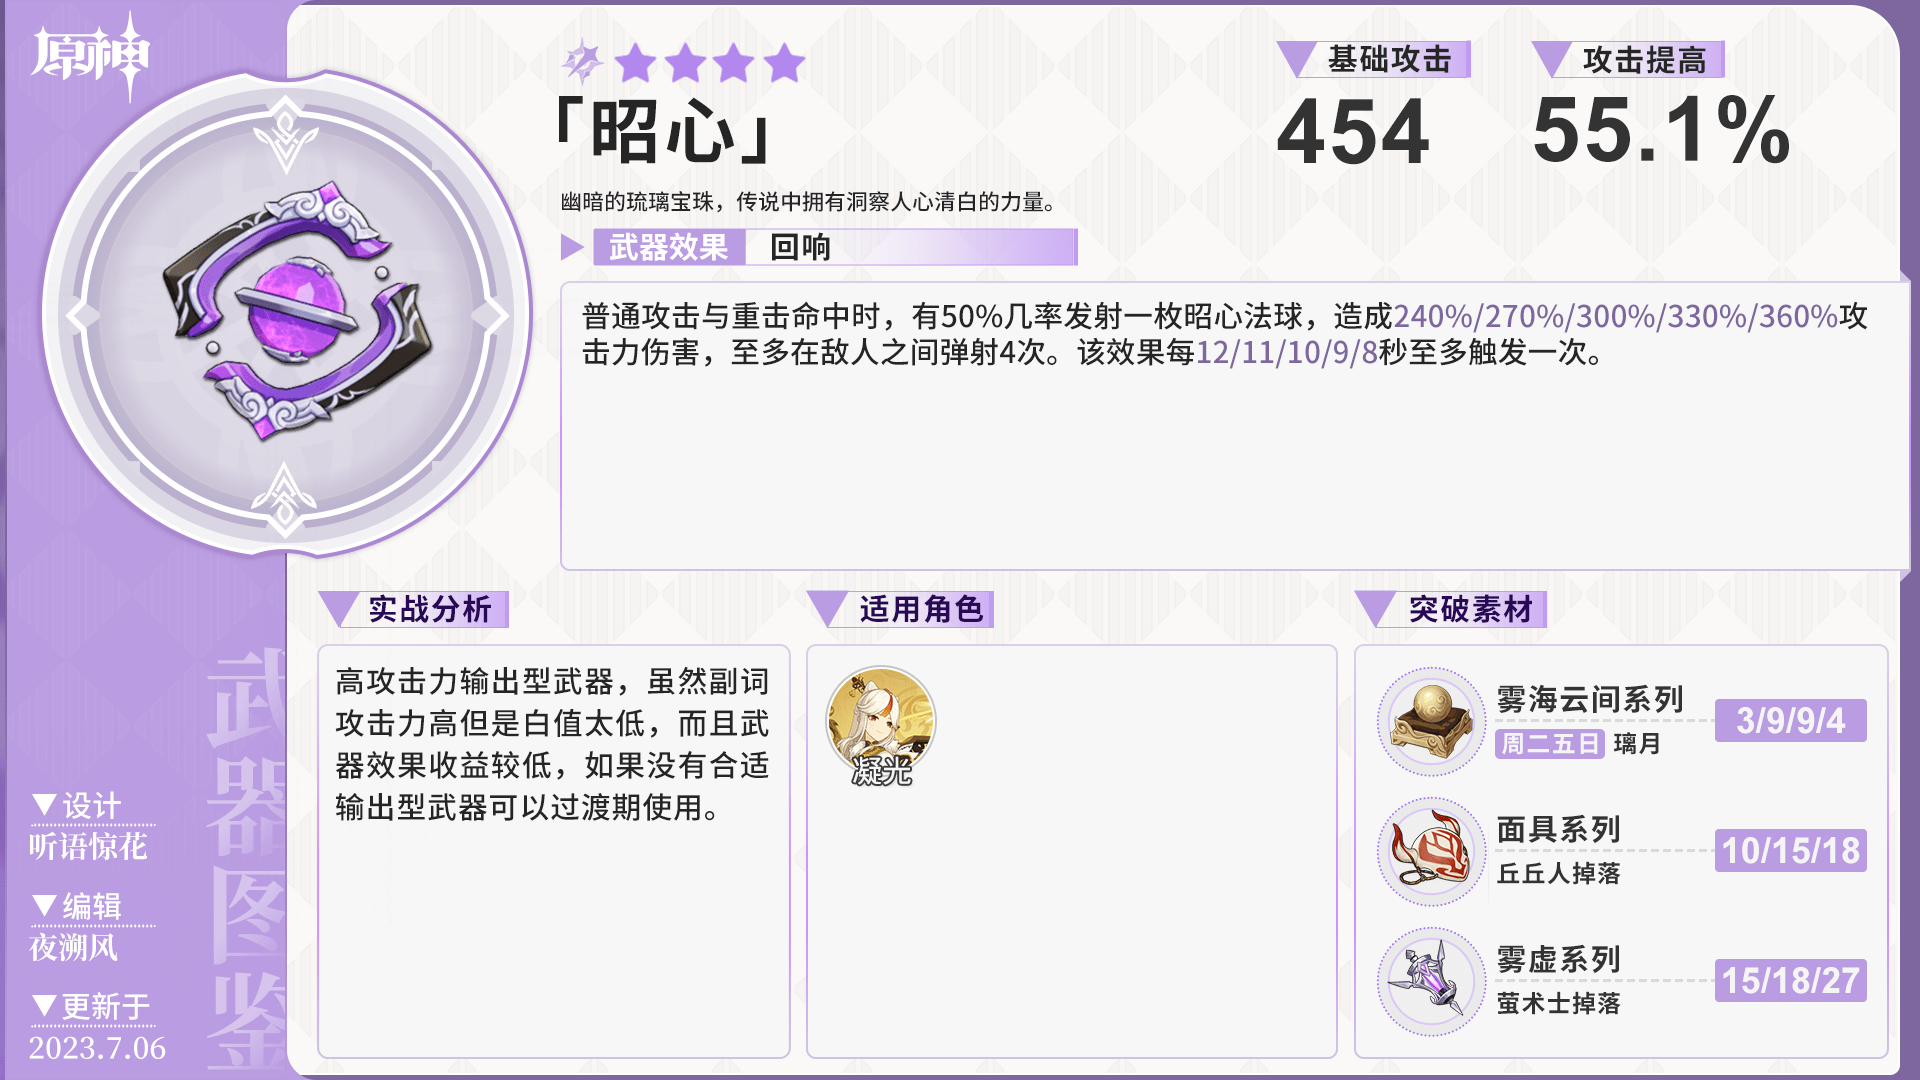 原神
「昭心」
基础攻击
454
攻击提高
55.1%
幽暗的琉璃宝珠，传说中拥有洞察人心清白的力量。
武器效果 回响
普通攻击与重击命中时，有50%几率发射一枚昭心法球，造成240%/270%/300%/330%/360%攻
击力伤害，至多在敌人之间弹射4次。该效果每12/11/10/9/8秒至多触发一次。
实战分析
高攻击力输出型武器，虽然副词
攻击力高但是白值太低，而且武
器效果收益较低，如果没有合适
输出型武器可以过渡期使用。
适用角色
凝光
突破素材
雾海云间系列
周二五日 璃月
3/9/9/4
面具系列
丘丘人掉落
10/15/18
雾虚系列
萤术士掉落
15/18/27
武器图鉴
▼设计
听语惊花
▼编辑
夜溯风
▼更新于
2023.7.06